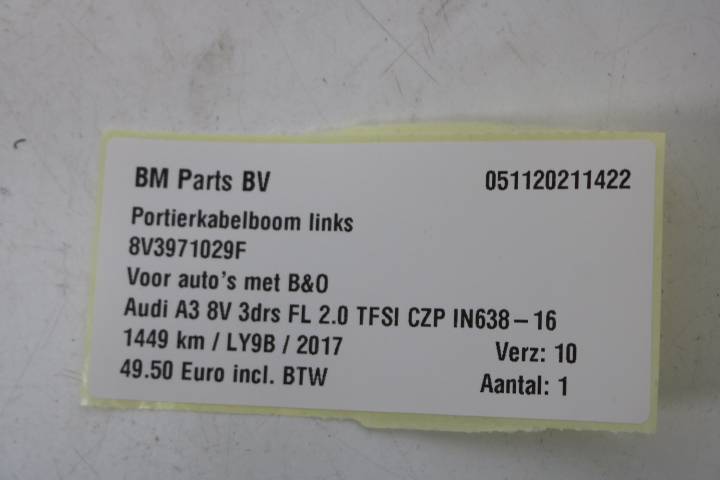 BM Parts BV 051120211422
Portierkabelboom links
8V3971029F
Voor auto's met B&O
Audi A3 8V 3drs FL 2.0 TFSI CZP IN638-16
1449 km / LY9B / 2017 Verz: 10
49.50 Euro incl. BTW Aantal: 1